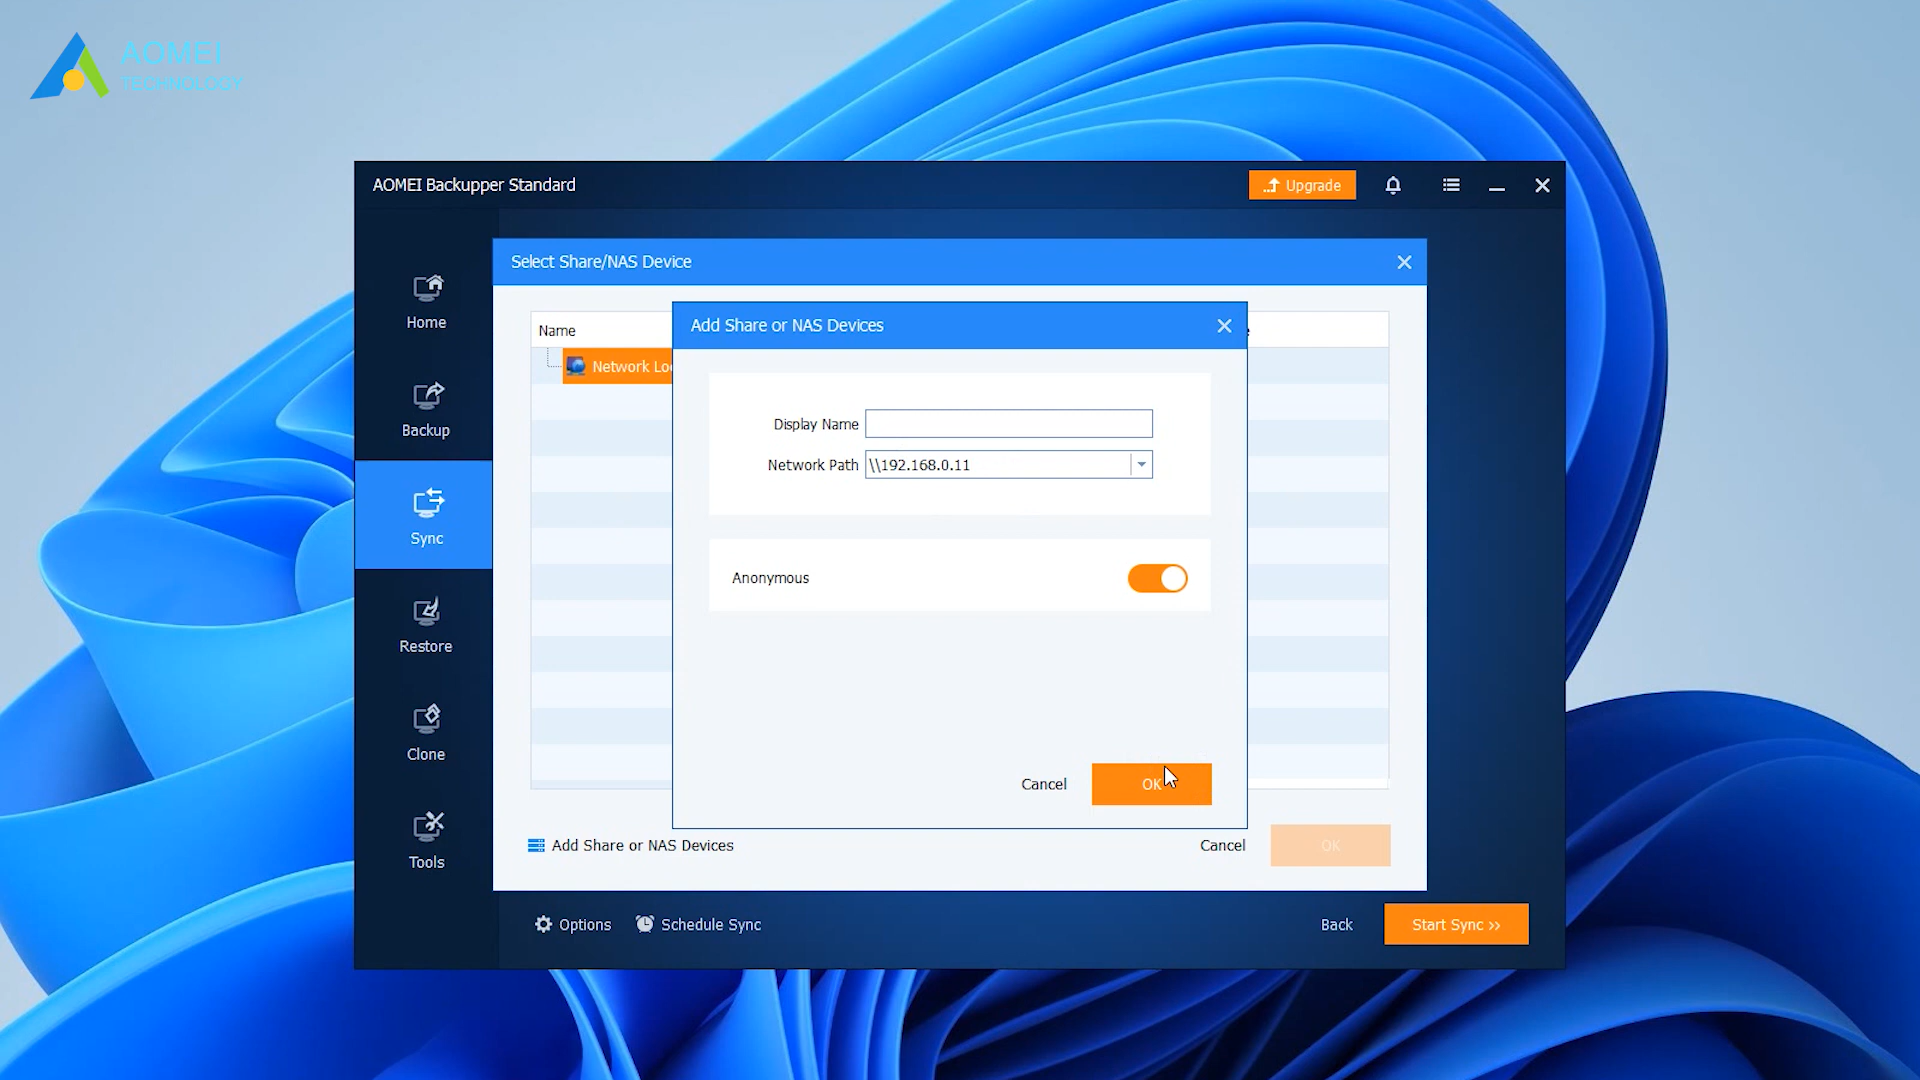 AOMEI
TECHNOLOGY
AOMEI Backupper Standard
Upgrade
Home
Backup
Sync
Restore
Clone
Tools
Select Share/NAS Device
Name
Network
Add Share or NAS Devices
Display Name
Network Path \\192.168.0.11
Anonymous
Cancel OK
Add Share or NAS Devices
Cancel OK
Options Schedule Sync
Back Start Sync >>